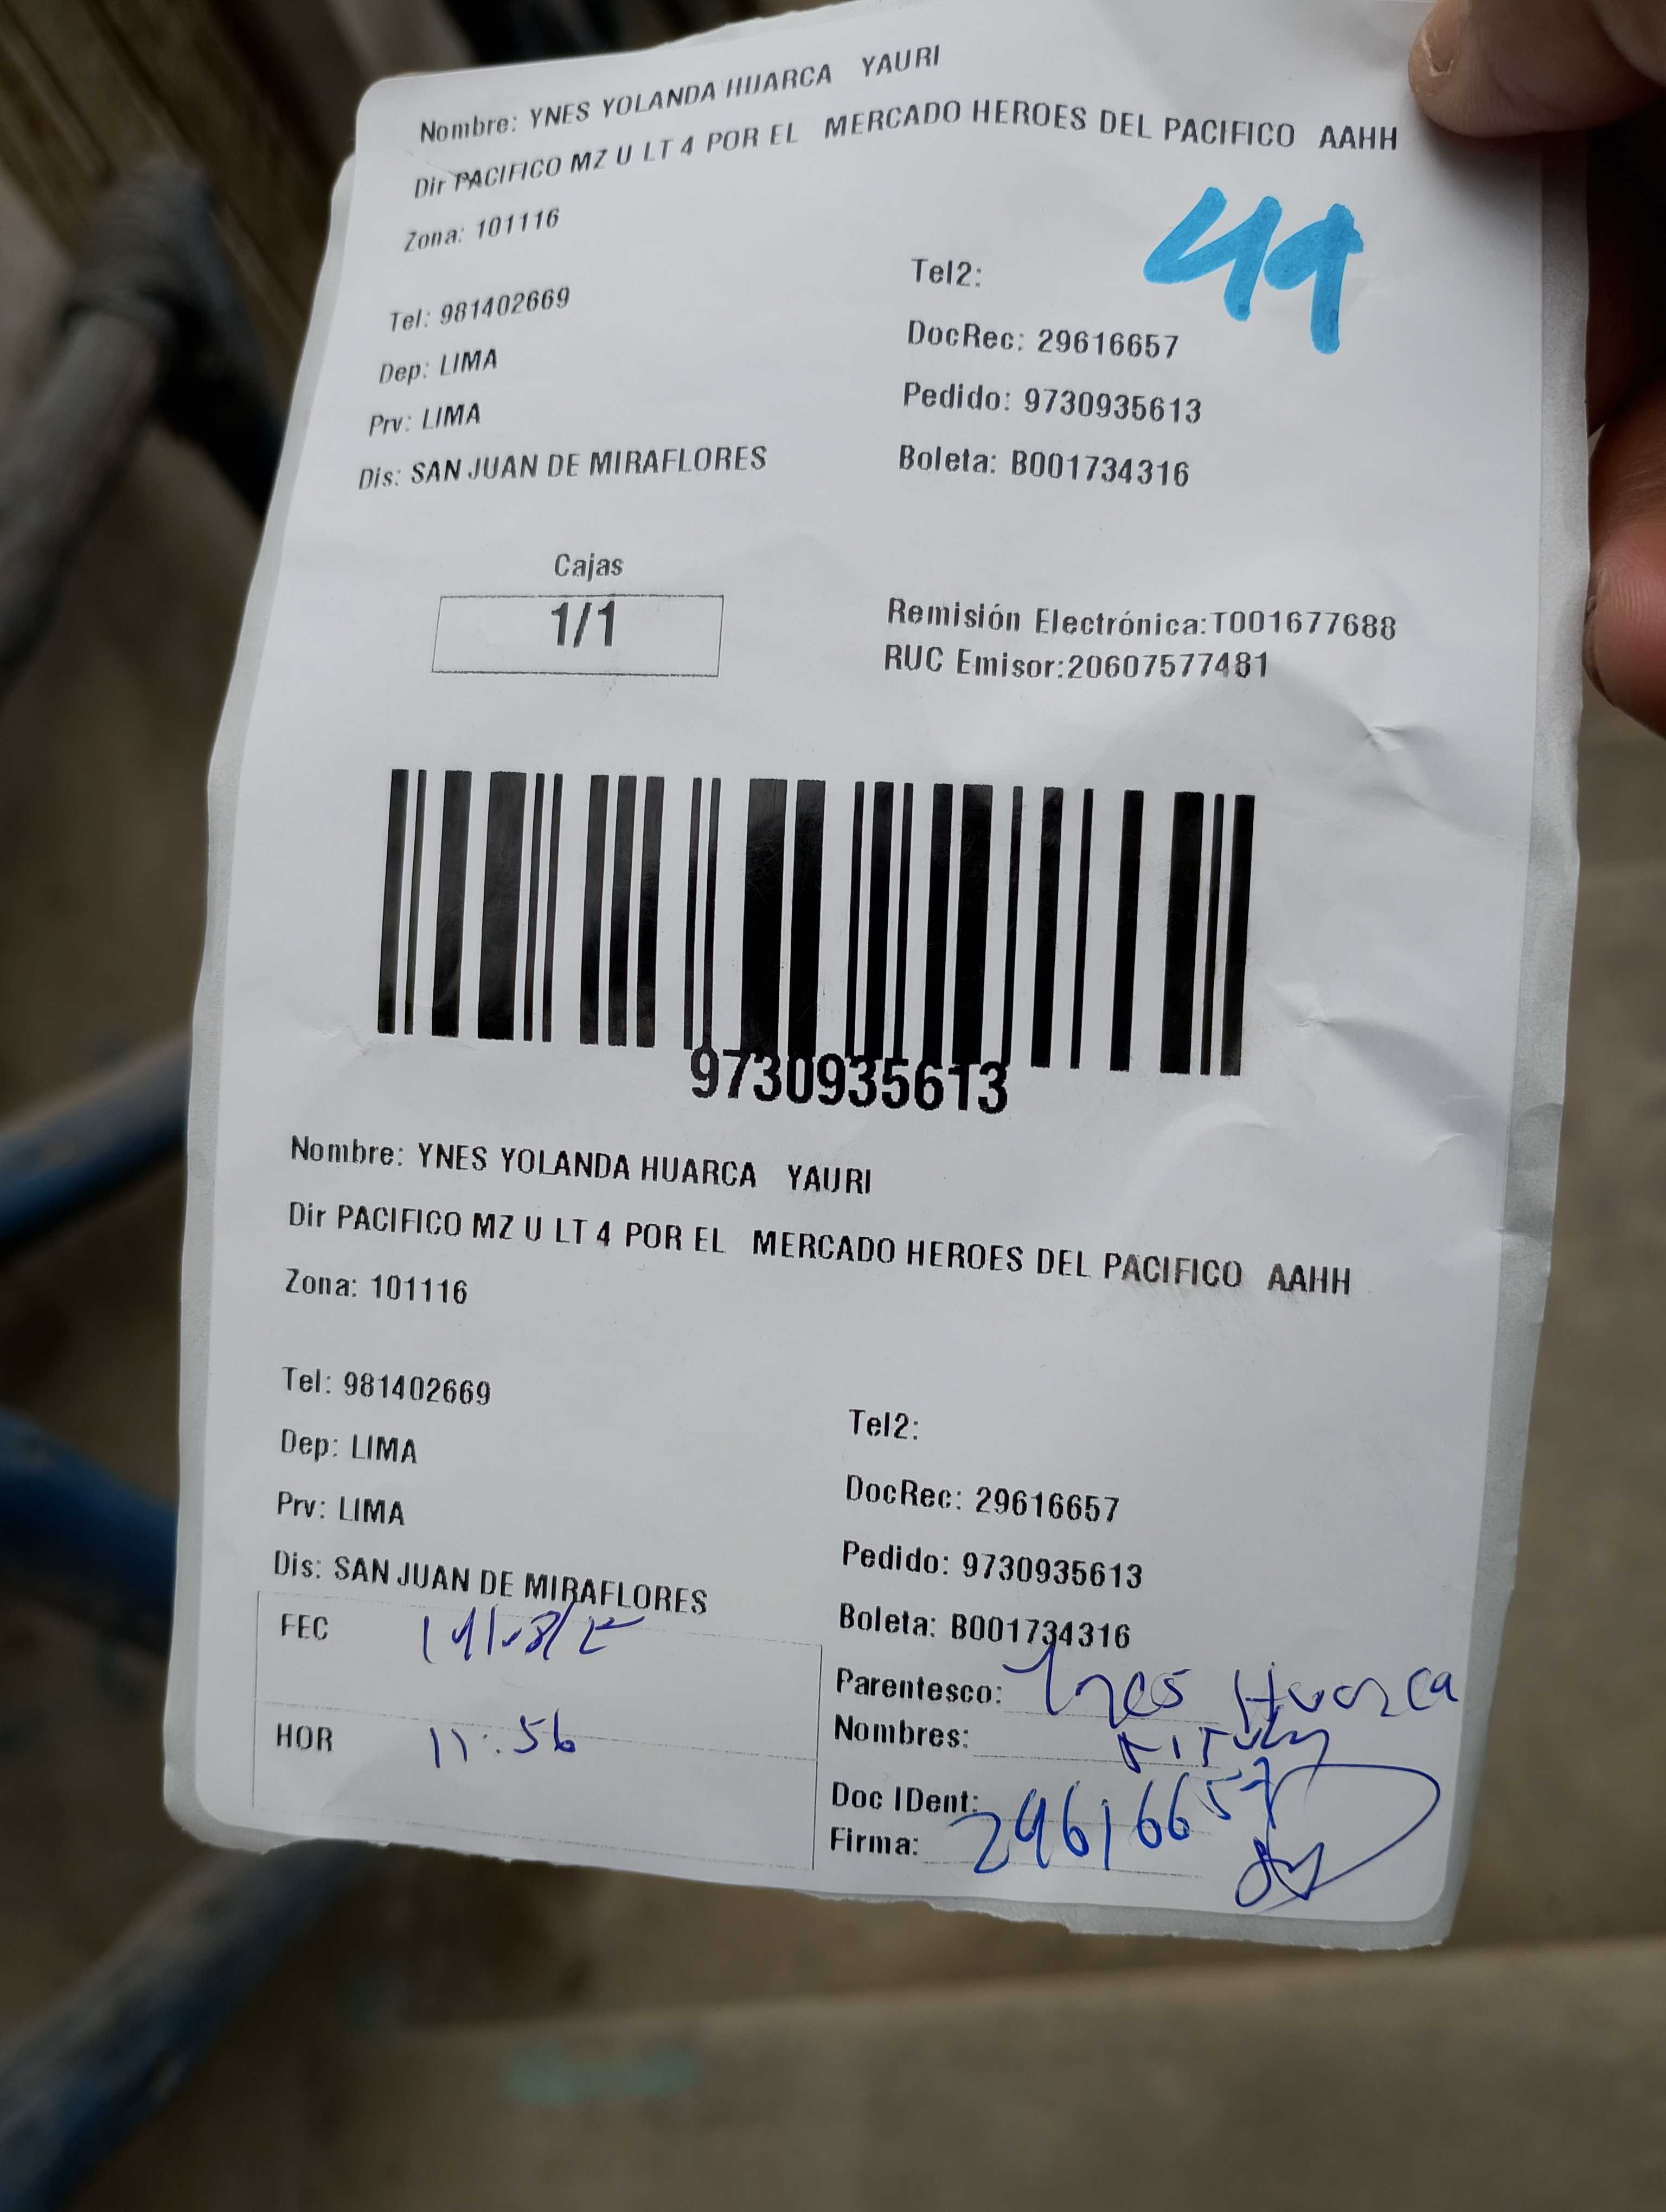 Nombre: YNES YOLANDA HUARCA YAURI
Dir PACIFICO MZ U LT 4 POR EL MERCADO HEROES DEL PACIFICO AAHH
Zona: 101116
Tel: 981402669
Tel2:
Dep: LIMA
DocRec: 29616657
Prv: LIMA
Pedido: 9730935613
Dis: SAN JUAN DE MIRAFLORES
Boleta: B001734316
Cajas
1/1
Remisión Electrónica:T001677688
RUC Emisor:20607577481
9730935613
Nombre: YNES YOLANDA HUARCA YAURI
Dir PACIFICO MZ U LT 4 POR EL MERCADO HEROES DEL PACIFICO AAHH
Zona: 101116
Tel: 981402669
Tel2:
Dep: LIMA
DocRec: 29616657
Prv: LIMA
Pedido: 9730935613
Dis: SAN JUAN DE MIRAFLORES
Boleta: B001734316
FEC
Parentesco: Ynes Huarca
Nombres:
HOR 11:56
Doc IDent: 29616657
Firma: